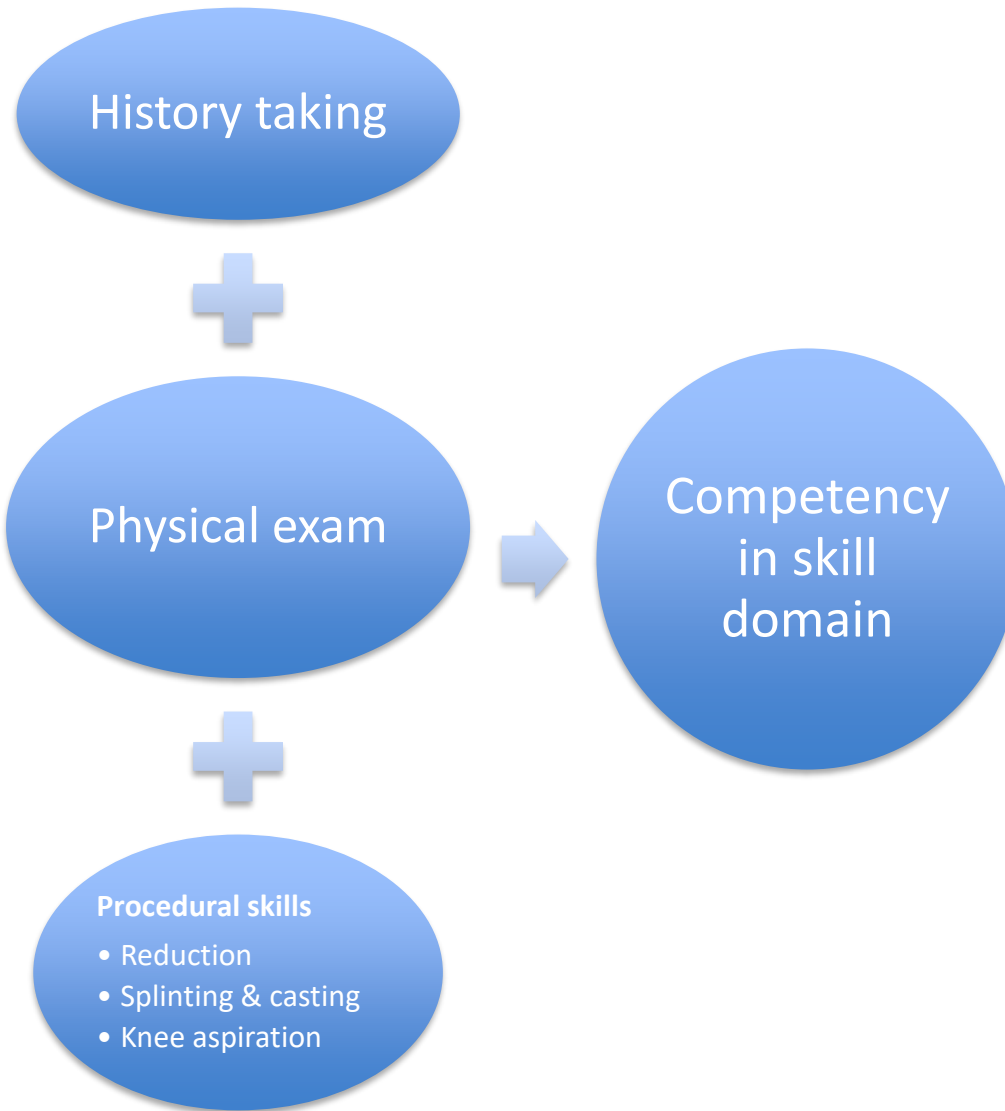 History taking
Physical exam
Competency
in skill
domain
Procedural skills
• Reduction
• Splinting & casting
• Knee aspiration